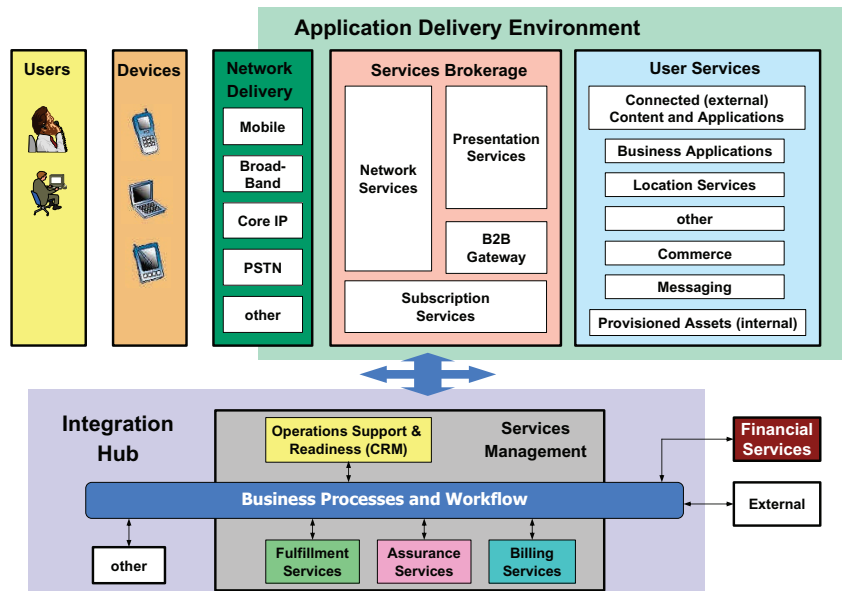 Application Delivery Environment
Users
Devices
Network
Delivery
Mobile
Broad-
Band
Core IP
PSTN
other
Services Brokerage
Network
Services
Presentation
Services
B2B
Gateway
Subscription
Services
User Services
Connected (external)
Content and Applications
Business Applications
Location Services
other
Commerce
Messaging
Provisioned Assets (internal)
Integration
Hub
Operations Support &
Readiness (CRM)
Services
Management
Business Processes and Workflow
other
Fulfillment
Services
Assurance
Services
Billing
Services
Financial
Services
External